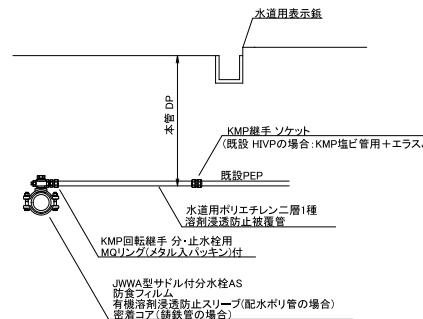 水道用表示鋲
本管 DP
KMP継手 ソケット
(既設 HIVPの場合:KMP塩ビ管用+エラス
既設PEP
水道用ポリエチレン二層1種
溶剤浸透防止被覆管
KMP回転継手 分・止水栓用
MQリング(メタル入パッキン)付
JWWA型サドル付分水栓AS
防食フィルム
有機溶剤浸透防止スリーブ(配水ポリ管の場合)
密着コア(鋳鉄管の場合)